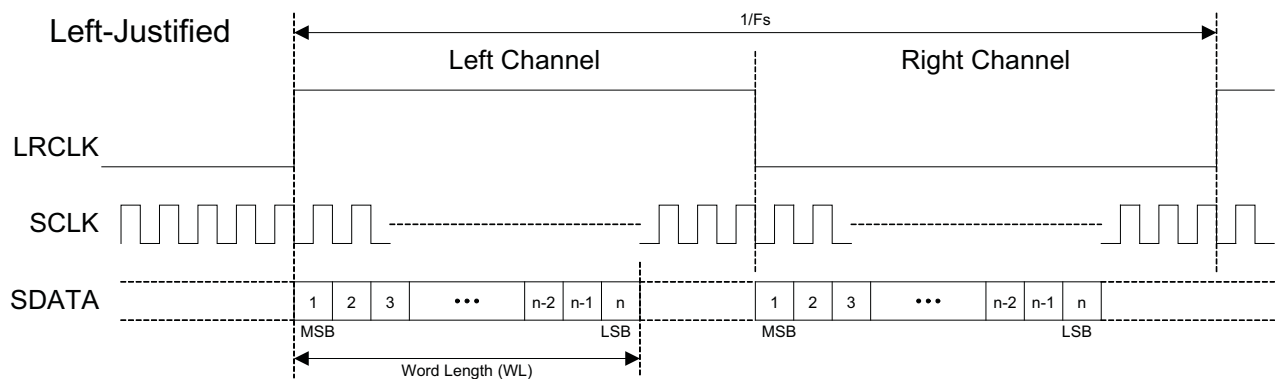 Left-Justified
1/Fs
Left Channel
Right Channel
LRCLK
SCLK
SDATA
1 2 3 ••• n-2 n-1 n
1 2 3 ••• n-2 n-1 n
MSB LSB
MSB LSB
Word Length (WL)